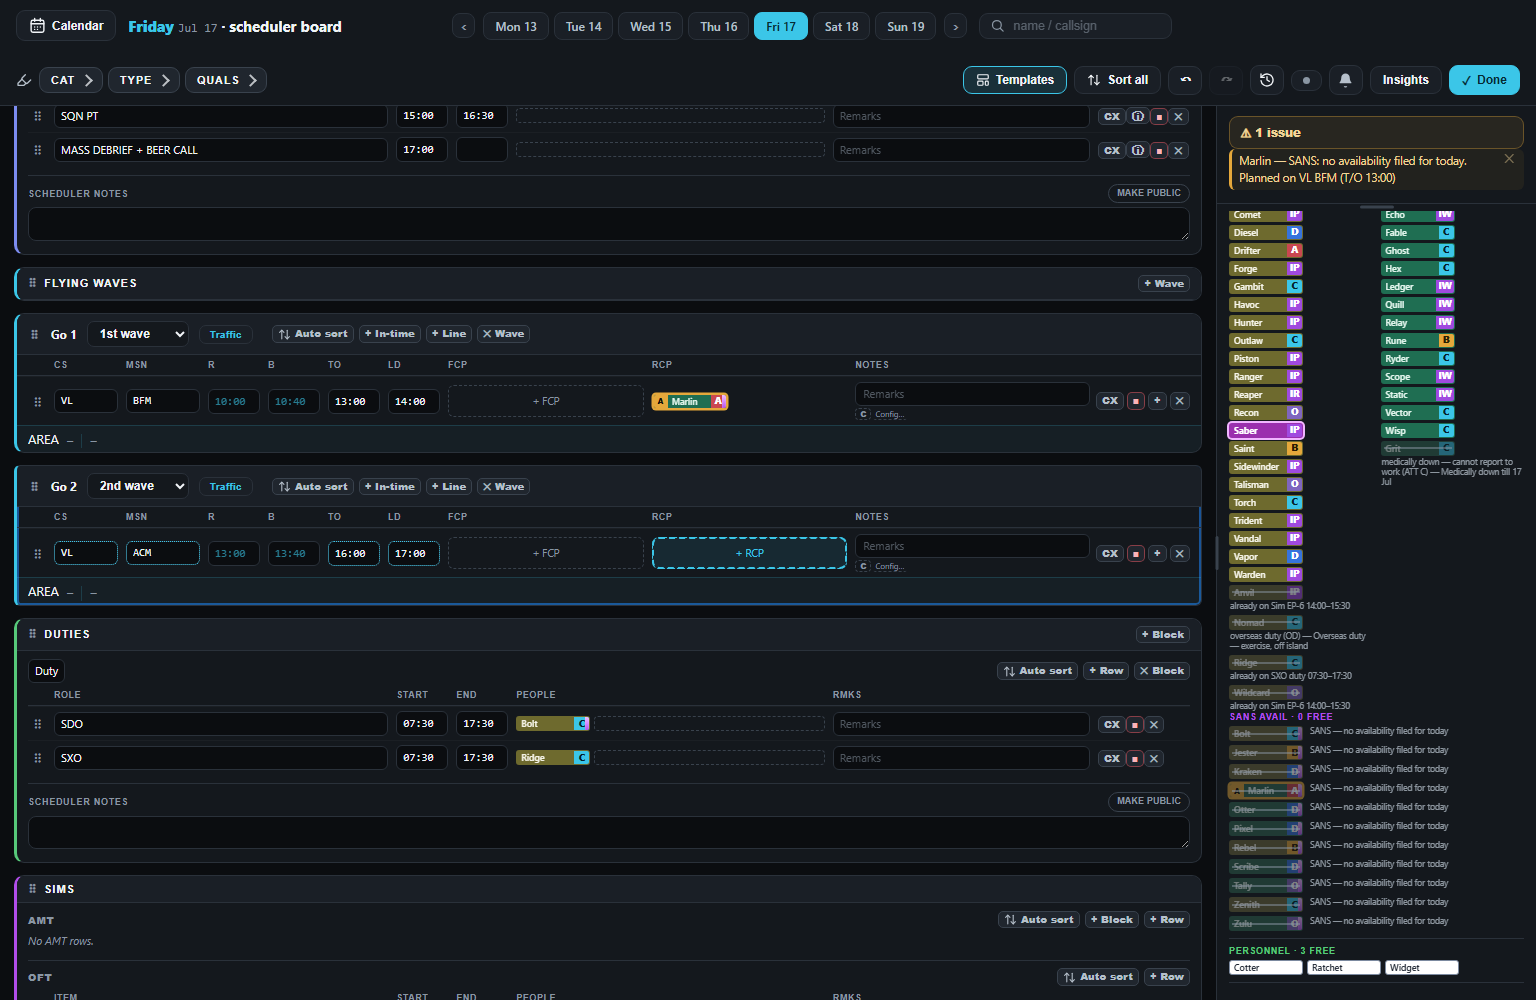 Calendar
Friday Jul 17 · scheduler board
‹ Mon 13 Tue 14 Wed 15 Thu 16 Fri 17 Sat 18 Sun 19 ›
name / callsign
CAT TYPE QUALS
Templates Sort all Insights ✓ Done
SQN PT 15:00 16:30 Remarks CX
MASS DEBRIEF + BEER CALL 17:00 Remarks CX
SCHEDULER NOTES MAKE PUBLIC
FLYING WAVES + Wave
Go 1 1st wave Traffic Auto sort + In-time + Line × Wave
CS MSN R B TO LD FCP RCP NOTES
VL BFM 10:00 10:40 13:00 14:00 + FCP A Marlin A Remarks CX + ×
C Config...
AREA – –
Go 2 2nd wave Traffic Auto sort + In-time + Line × Wave
CS MSN R B TO LD FCP RCP NOTES
VL ACM 13:00 13:40 16:00 17:00 + FCP + RCP Remarks CX + ×
C Config...
AREA – –
DUTIES + Block
Duty Auto sort + Row × Block
ROLE START END PEOPLE RMKS
SDO 07:30 17:30 Bolt C Remarks CX ×
SXO 07:30 17:30 Ridge C Remarks CX ×
SCHEDULER NOTES MAKE PUBLIC
SIMS
AMT Auto sort + Block + Row
No AMT rows.
OFT Auto sort + Row
ITEM START END PEOPLE RMKS
⚠ 1 issue
Marlin — SANS: no availability filed for today.
Planned on VL BFM (T/O 13:00)
Comet IP
Diesel D
Drifter A
Forge IP
Gambit C
Havoc IP
Hunter IP
Outlaw C
Piston IP
Ranger IP
Reaper IR
Recon O
Saber IP
Saint B
Sidewinder IP
Talisman O
Torch C
Trident IP
Vandal IP
Vapor D
Warden IP
Anvil IP
already on Sim EP-6 14:00–15:30
Nomad C
overseas duty (OD) — Overseas duty
— exercise, off island
Ridge C
already on SXO duty 07:30–17:30
Wildcard O
already on Sim EP-6 14:00–15:30
Echo IW
Fable C
Ghost C
Hex C
Ledger IW
Quill IW
Relay IW
Rune B
Ryder C
Scope IW
Static IW
Vector C
Wisp C
Grit C
medically down — cannot report to
work (ATT C) — Medically down till 17
Jul
SANS AVAIL · 0 FREE
Bolt C SANS — no availability filed for today
Jester B SANS — no availability filed for today
Kraken D SANS — no availability filed for today
A Marlin A SANS — no availability filed for today
Otter D SANS — no availability filed for today
Pixel D SANS — no availability filed for today
Rebel B SANS — no availability filed for today
Scribe D SANS — no availability filed for today
Tally O SANS — no availability filed for today
Zenith C SANS — no availability filed for today
Zulu O SANS — no availability filed for today
PERSONNEL · 3 FREE
Cotter Ratchet Widget